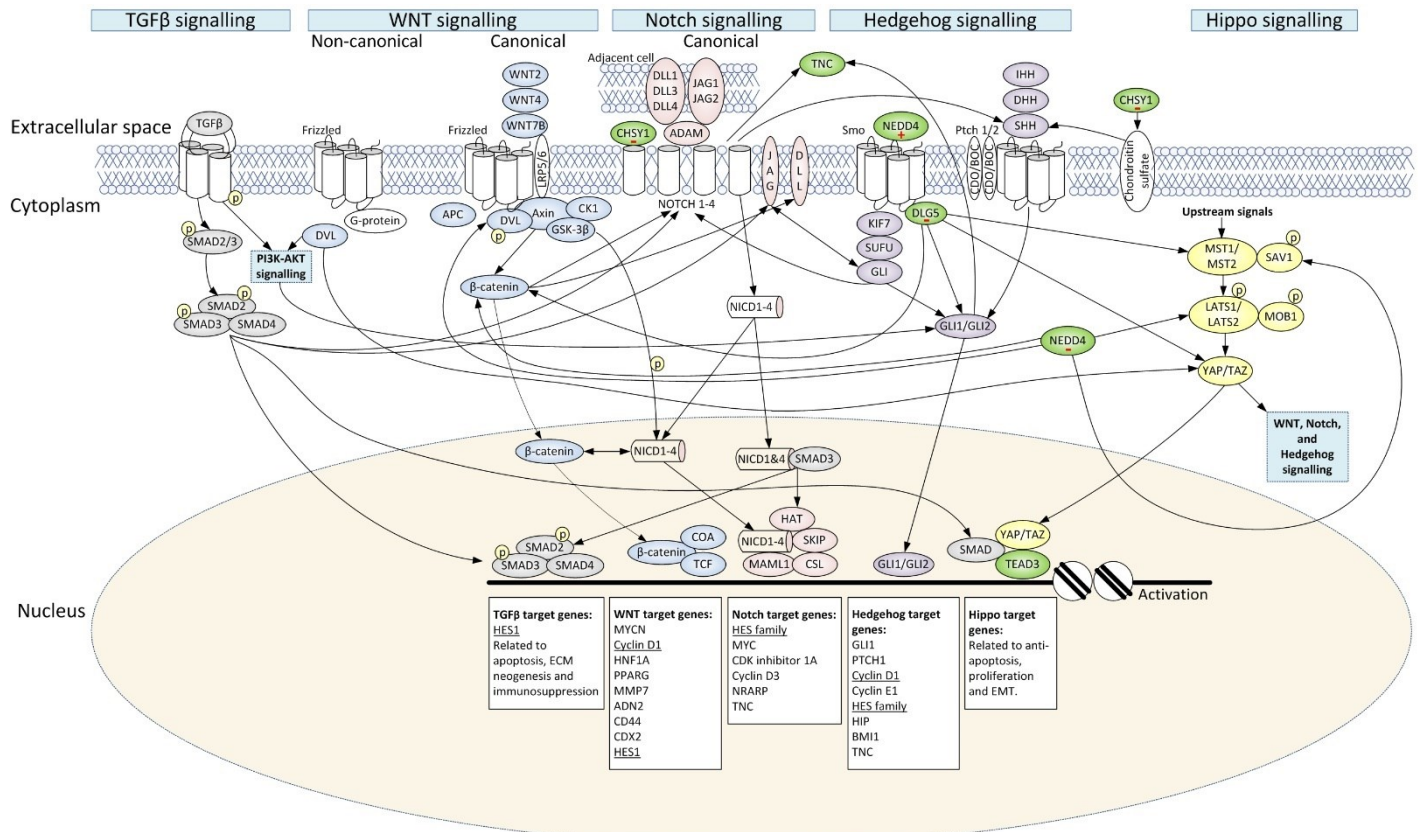 TGFβ signalling
WNT signalling
Notch signalling
Hedgehog signalling
Hippo signalling
Non-canonical
Canonical
Canonical
Adjacent cell
DLL1
DLL3
DLL4
JAG1
JAG2
TNC
WNT2
WNT4
WNT7B
IHH
DHH
SHH
CHSY1
-
Extracellular space
TGFβ
Frizzled
Frizzled
LRP5/6
CHSY1
-
ADAM
JAG
DLL
Smo
NEDD4
+
Ptch 1/2
CDO/BOC
CDO/BOC
Chondroitin
sulfate
Cytoplasm
p
G-protein
APC
DVL
p
Axin
CK1
GSK-3β
NOTCH 1-4
KIF7
SUFU
GLI
DLG5
-
Upstream signals
p
SMAD2/3
DVL
PI3K-AKT
signalling
MST1/
MST2
SAV1
p
β-catenin
p
SMAD2
p
SMAD3
SMAD4
NICD1-4
GLI1/GLI2
LATS1/
LATS2
p
MOB1
p
NEDD4
-
p
YAP/TAZ
WNT, Notch,
and
Hedgehog
signalling
β-catenin
NICD1-4
NICD1&4
SMAD3
HAT
NICD1-4
SKIP
MAML1
CSL
p
SMAD2
p
SMAD3
SMAD4
β-catenin
COA
TCF
GLI1/GLI2
SMAD
YAP/TAZ
TEAD3
Activation
Nucleus
TGFβ target genes:
HES1
Related to
apoptosis, ECM
neogenesis and
immunosuppression
WNT target genes:
MYCN
Cyclin D1
HNF1A
PPARG
MMP7
ADN2
CD44
CDX2
HES1
Notch target genes:
HES family
MYC
CDK inhibitor 1A
Cyclin D3
NRARP
TNC
Hedgehog target
genes:
GLI1
PTCH1
Cyclin D1
Cyclin E1
HES family
HIP
BMI1
TNC
Hippo target
genes:
Related to anti-
apoptosis,
proliferation
and EMT.